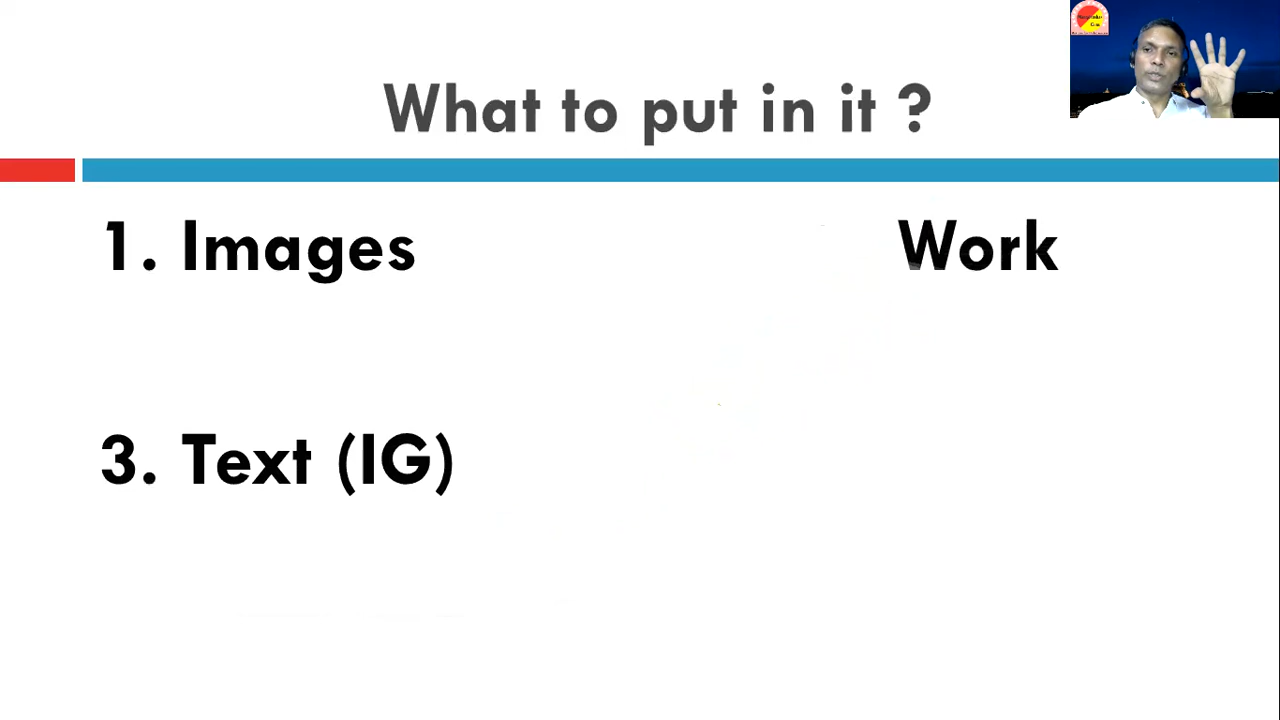 What to put in it ?
1. Images
Work
3. Text (IG)